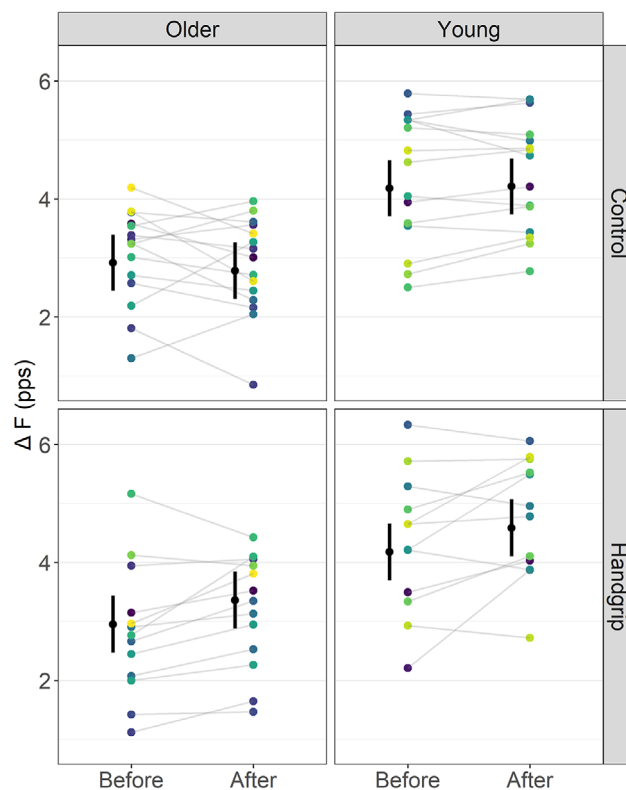 Older
Young
6
4
2
Control
Δ F (pps)
6
4
2
Handgrip
Before
After
Before
After